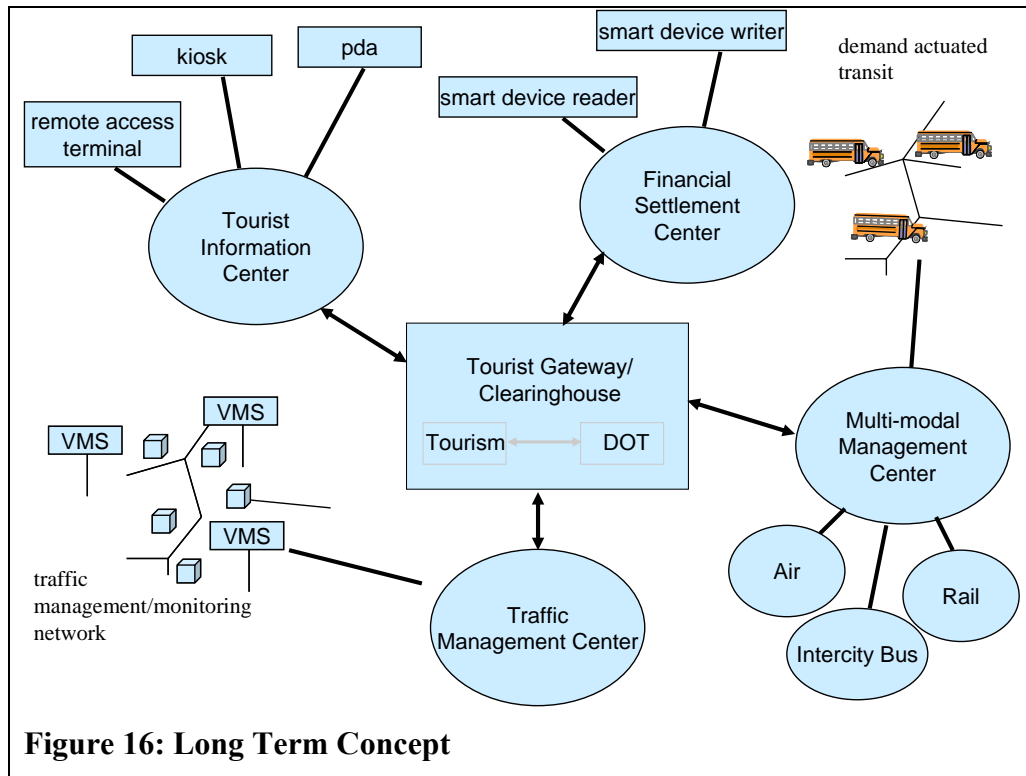 kiosk
pda
smart device writer
demand actuated
transit
remote access
terminal
smart device reader
Tourist
Information
Center
Financial
Settlement
Center
Tourist Gateway/
Clearinghouse
Tourism
DOT
Multi-modal
Management
Center
VMS
VMS
VMS
traffic
management/monitoring
network
Traffic
Management Center
Air
Rail
Intercity Bus
Figure 16: Long Term Concept